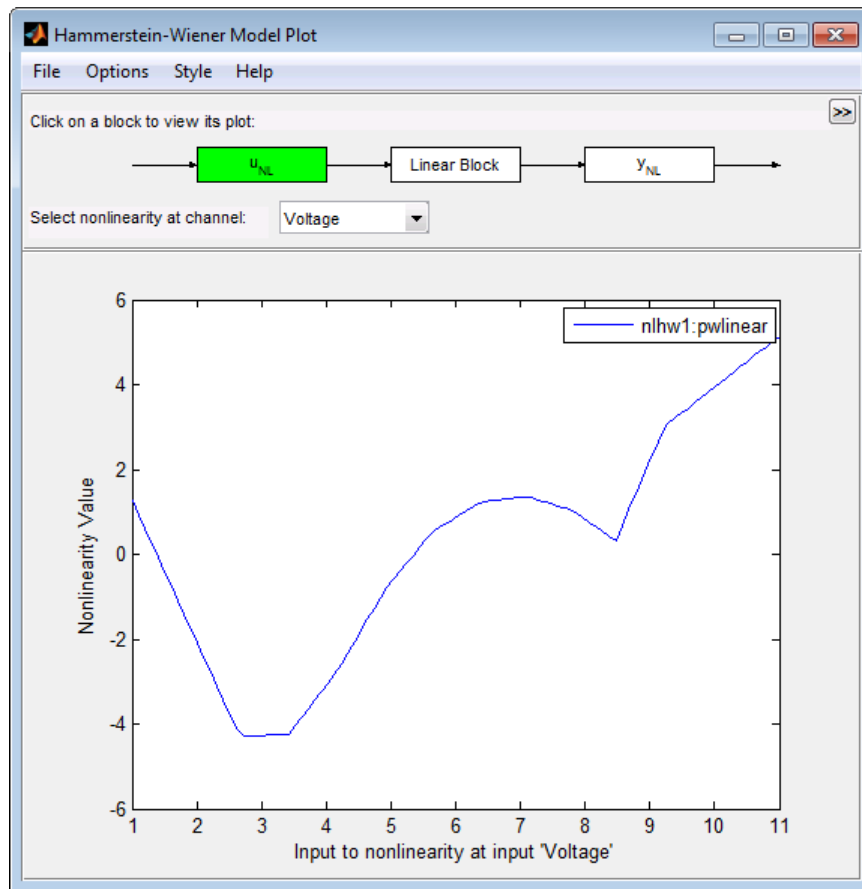 Hammerstein-Wiener Model Plot
File Options Style Help
>>
Click on a block to view its plot:
uNL Linear Block yNL
Select nonlinearity at channel: Voltage
nlhw1:pwlinear
6
4
2
0
-2
-4
-6
Nonlinearity Value
1 2 3 4 5 6 7 8 9 10 11
Input to nonlinearity at input 'Voltage'